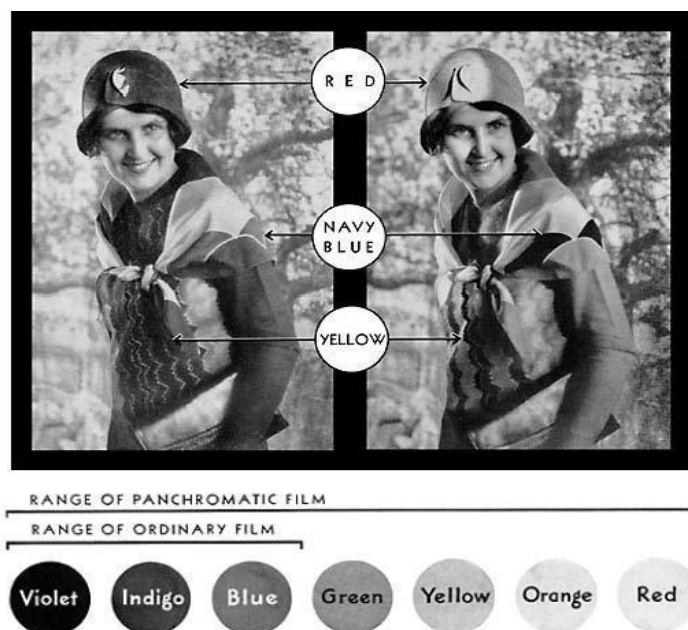 RED
NAVY
BLUE
YELLOW
RANGE OF PANCHROMATIC FILM
RANGE OF ORDINARY FILM
Violet Indigo Blue Green Yellow Orange Red